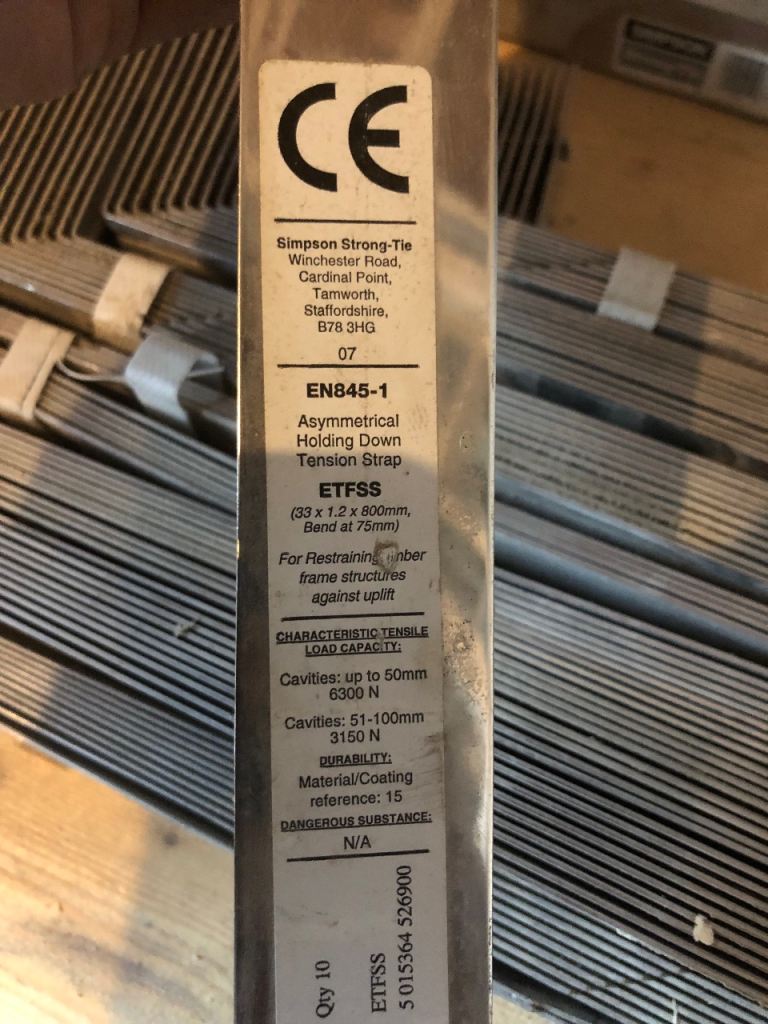 CE
Simpson Strong-Tie
Winchester Road,
Cardinal Point,
Tamworth,
Staffordshire,
B78 3HG
07
EN845-1
Asymmetrical
Holding Down
Tension Strap
ETFSS
(33 x 1.2 x 800mm,
Bend at 75mm)
For Restraining
frame structures
against uplift
CHARACTERISTIC TENSILE
LOAD CAPACITY:
Cavities: up to 50mm
6300 N
Cavities: 51-100mm
3150 N
DURABILITY:
Material/Coating
reference: 15
DANGEROUS SUBSTANCE:
N/A
Qty 10
ETFSS
5 015364 526900